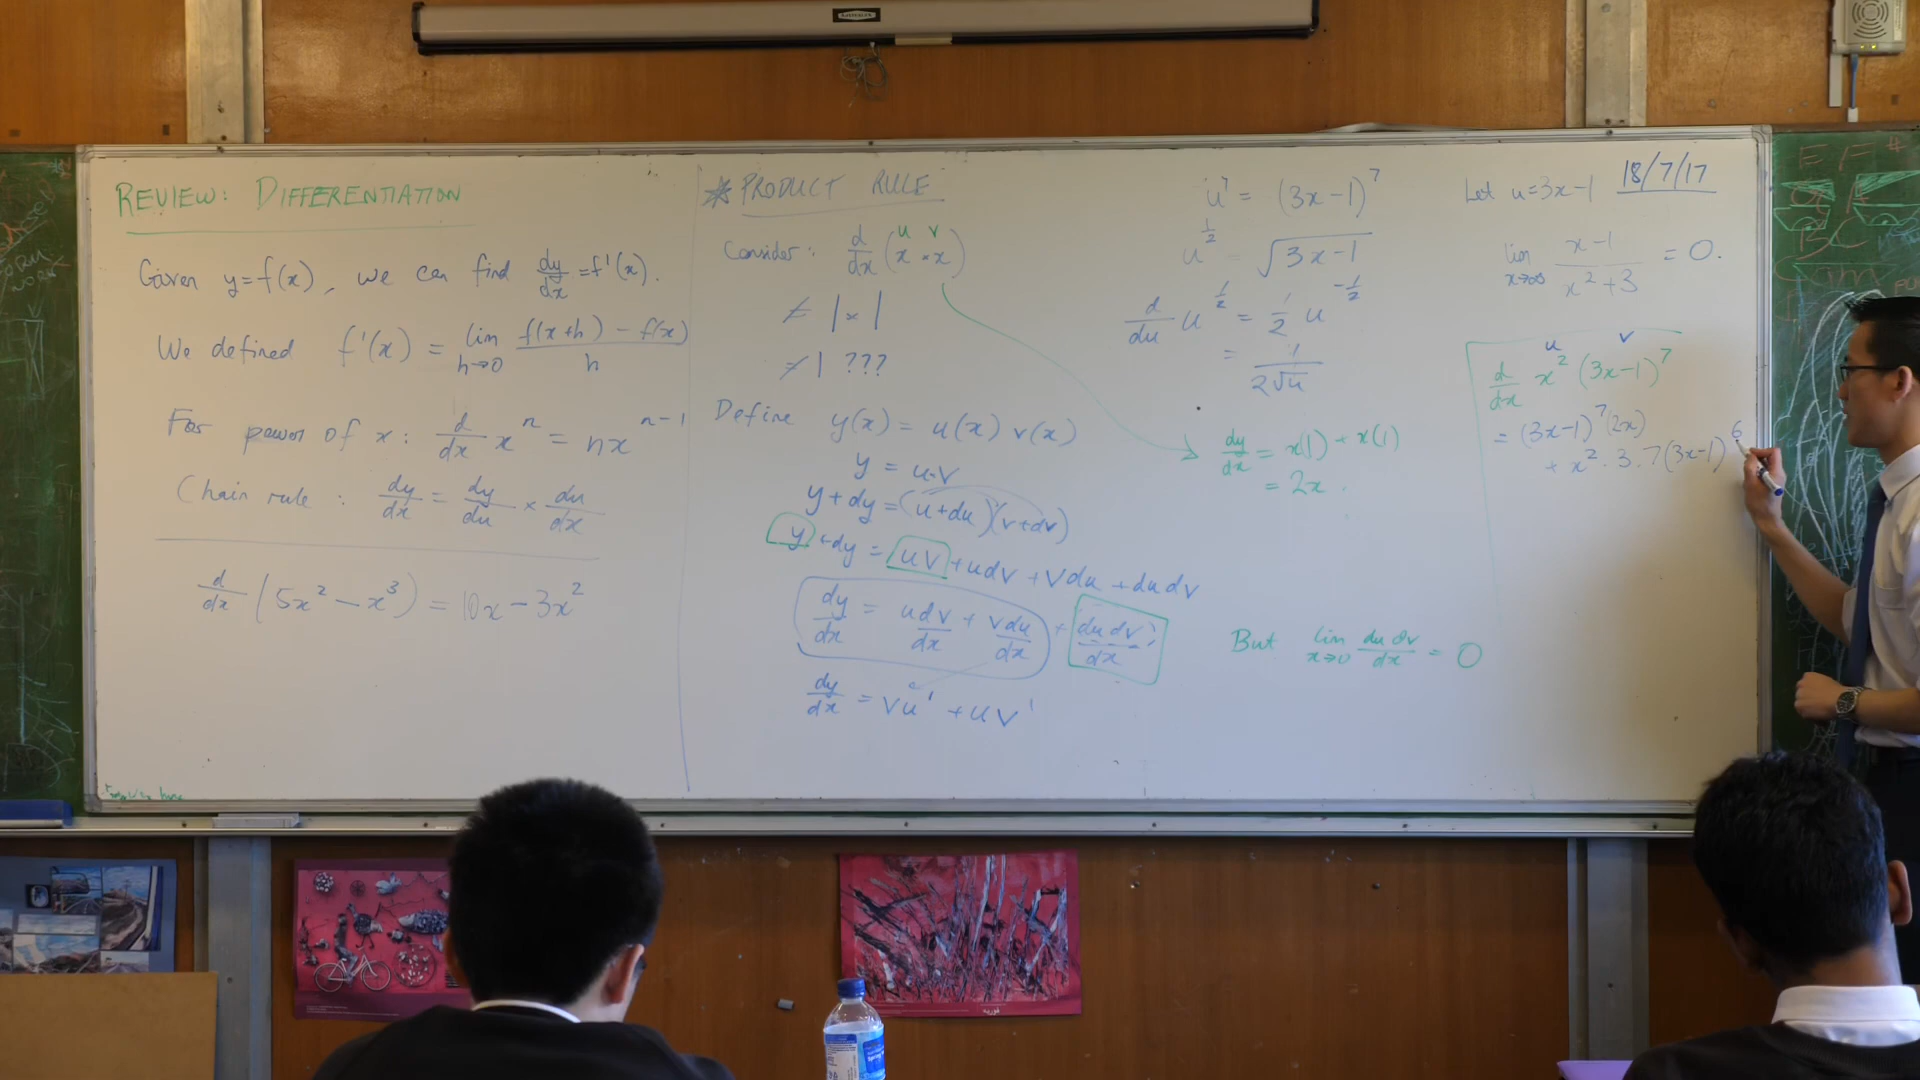 REVIEW: DIFFERENTIATION
Given y=f(x), we can find dy/dx = f'(x).
We defined f'(x) = lim h→0 (f(x+h) - f(x))/h
For power of x: d/dx x^n = nx^(n-1)
Chain rule: dy/dx = dy/du × du/dx
d/dx (5x² - x³) = 10x - 3x²
* PRODUCT RULE
u v
Consider: d/dx (x · x)
≠ 1×1
≠ 1 ???
Define y(x) = u(x) v(x)
y = u·v
y + dy = (u+du)(v+dv)
y + dy = uv + udv + vdu + dudv
dy/dx = udv/dx + vdu/dx + dudv/dx
dy/dx = vu' + uv'
u^7 = (3x-1)^7
u^(1/2) = √(3x-1)
d/du u^(1/2) = 1/2 u^(-1/2)
= 1/(2√u)
dy/dx = x(1) + x(1)
= 2x.
But lim x→0 du dv/dx = 0
Let u=3x-1
18/7/17
lim x→∞ (x-1)/(x²+3) = 0.
u v
d/dx x² (3x-1)^7
= (3x-1)^7 (2x)
+ x² · 3 · 7(3x-1)^6